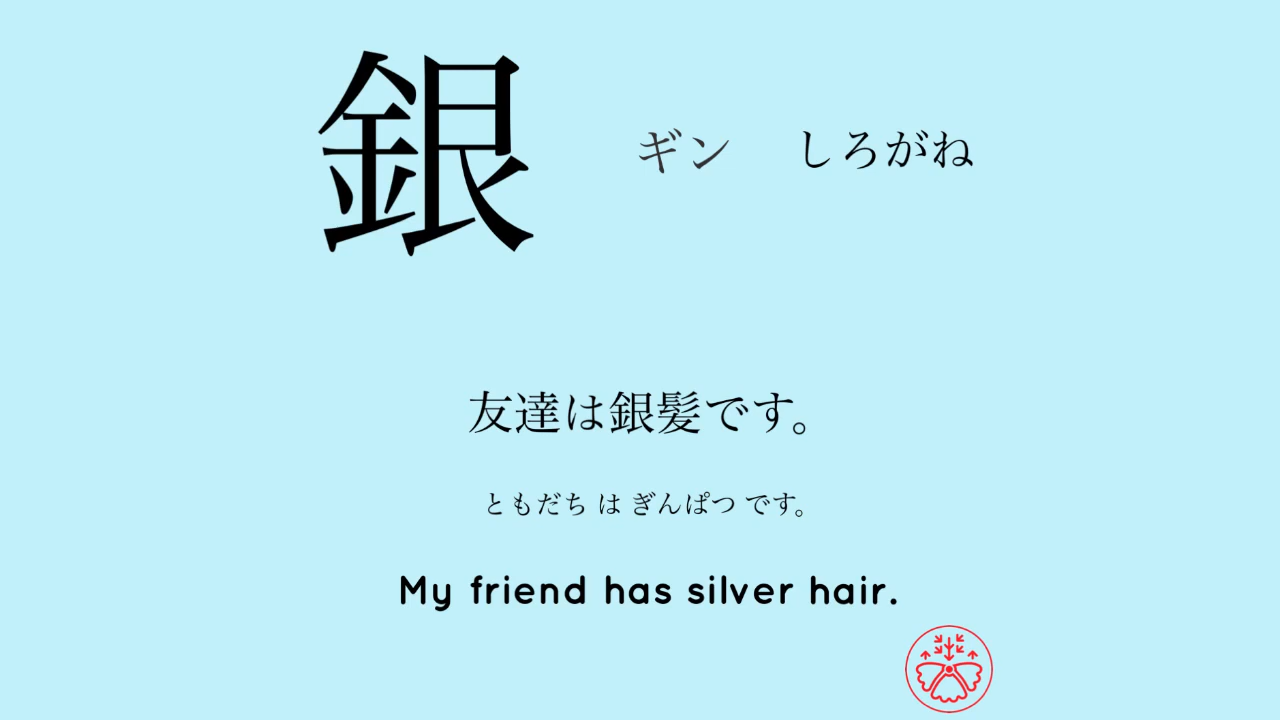 銀 ギン しろがね
友達は銀髪です。
ともだち は ぎんぱつ です。
My friend has silver hair.